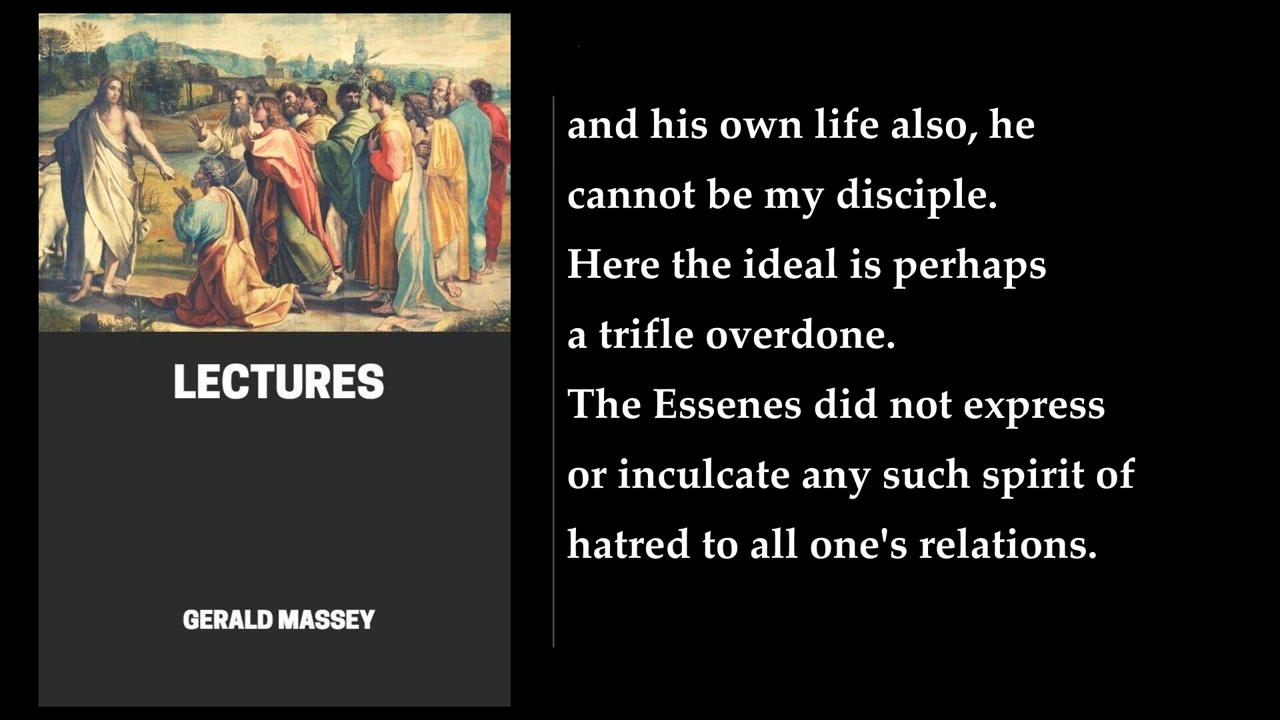 LECTURES
GERALD MASSEY
and his own life also, he
cannot be my disciple.
Here the ideal is perhaps
a trifle overdone.
The Essenes did not express
or inculcate any such spirit of
hatred to all one's relations.